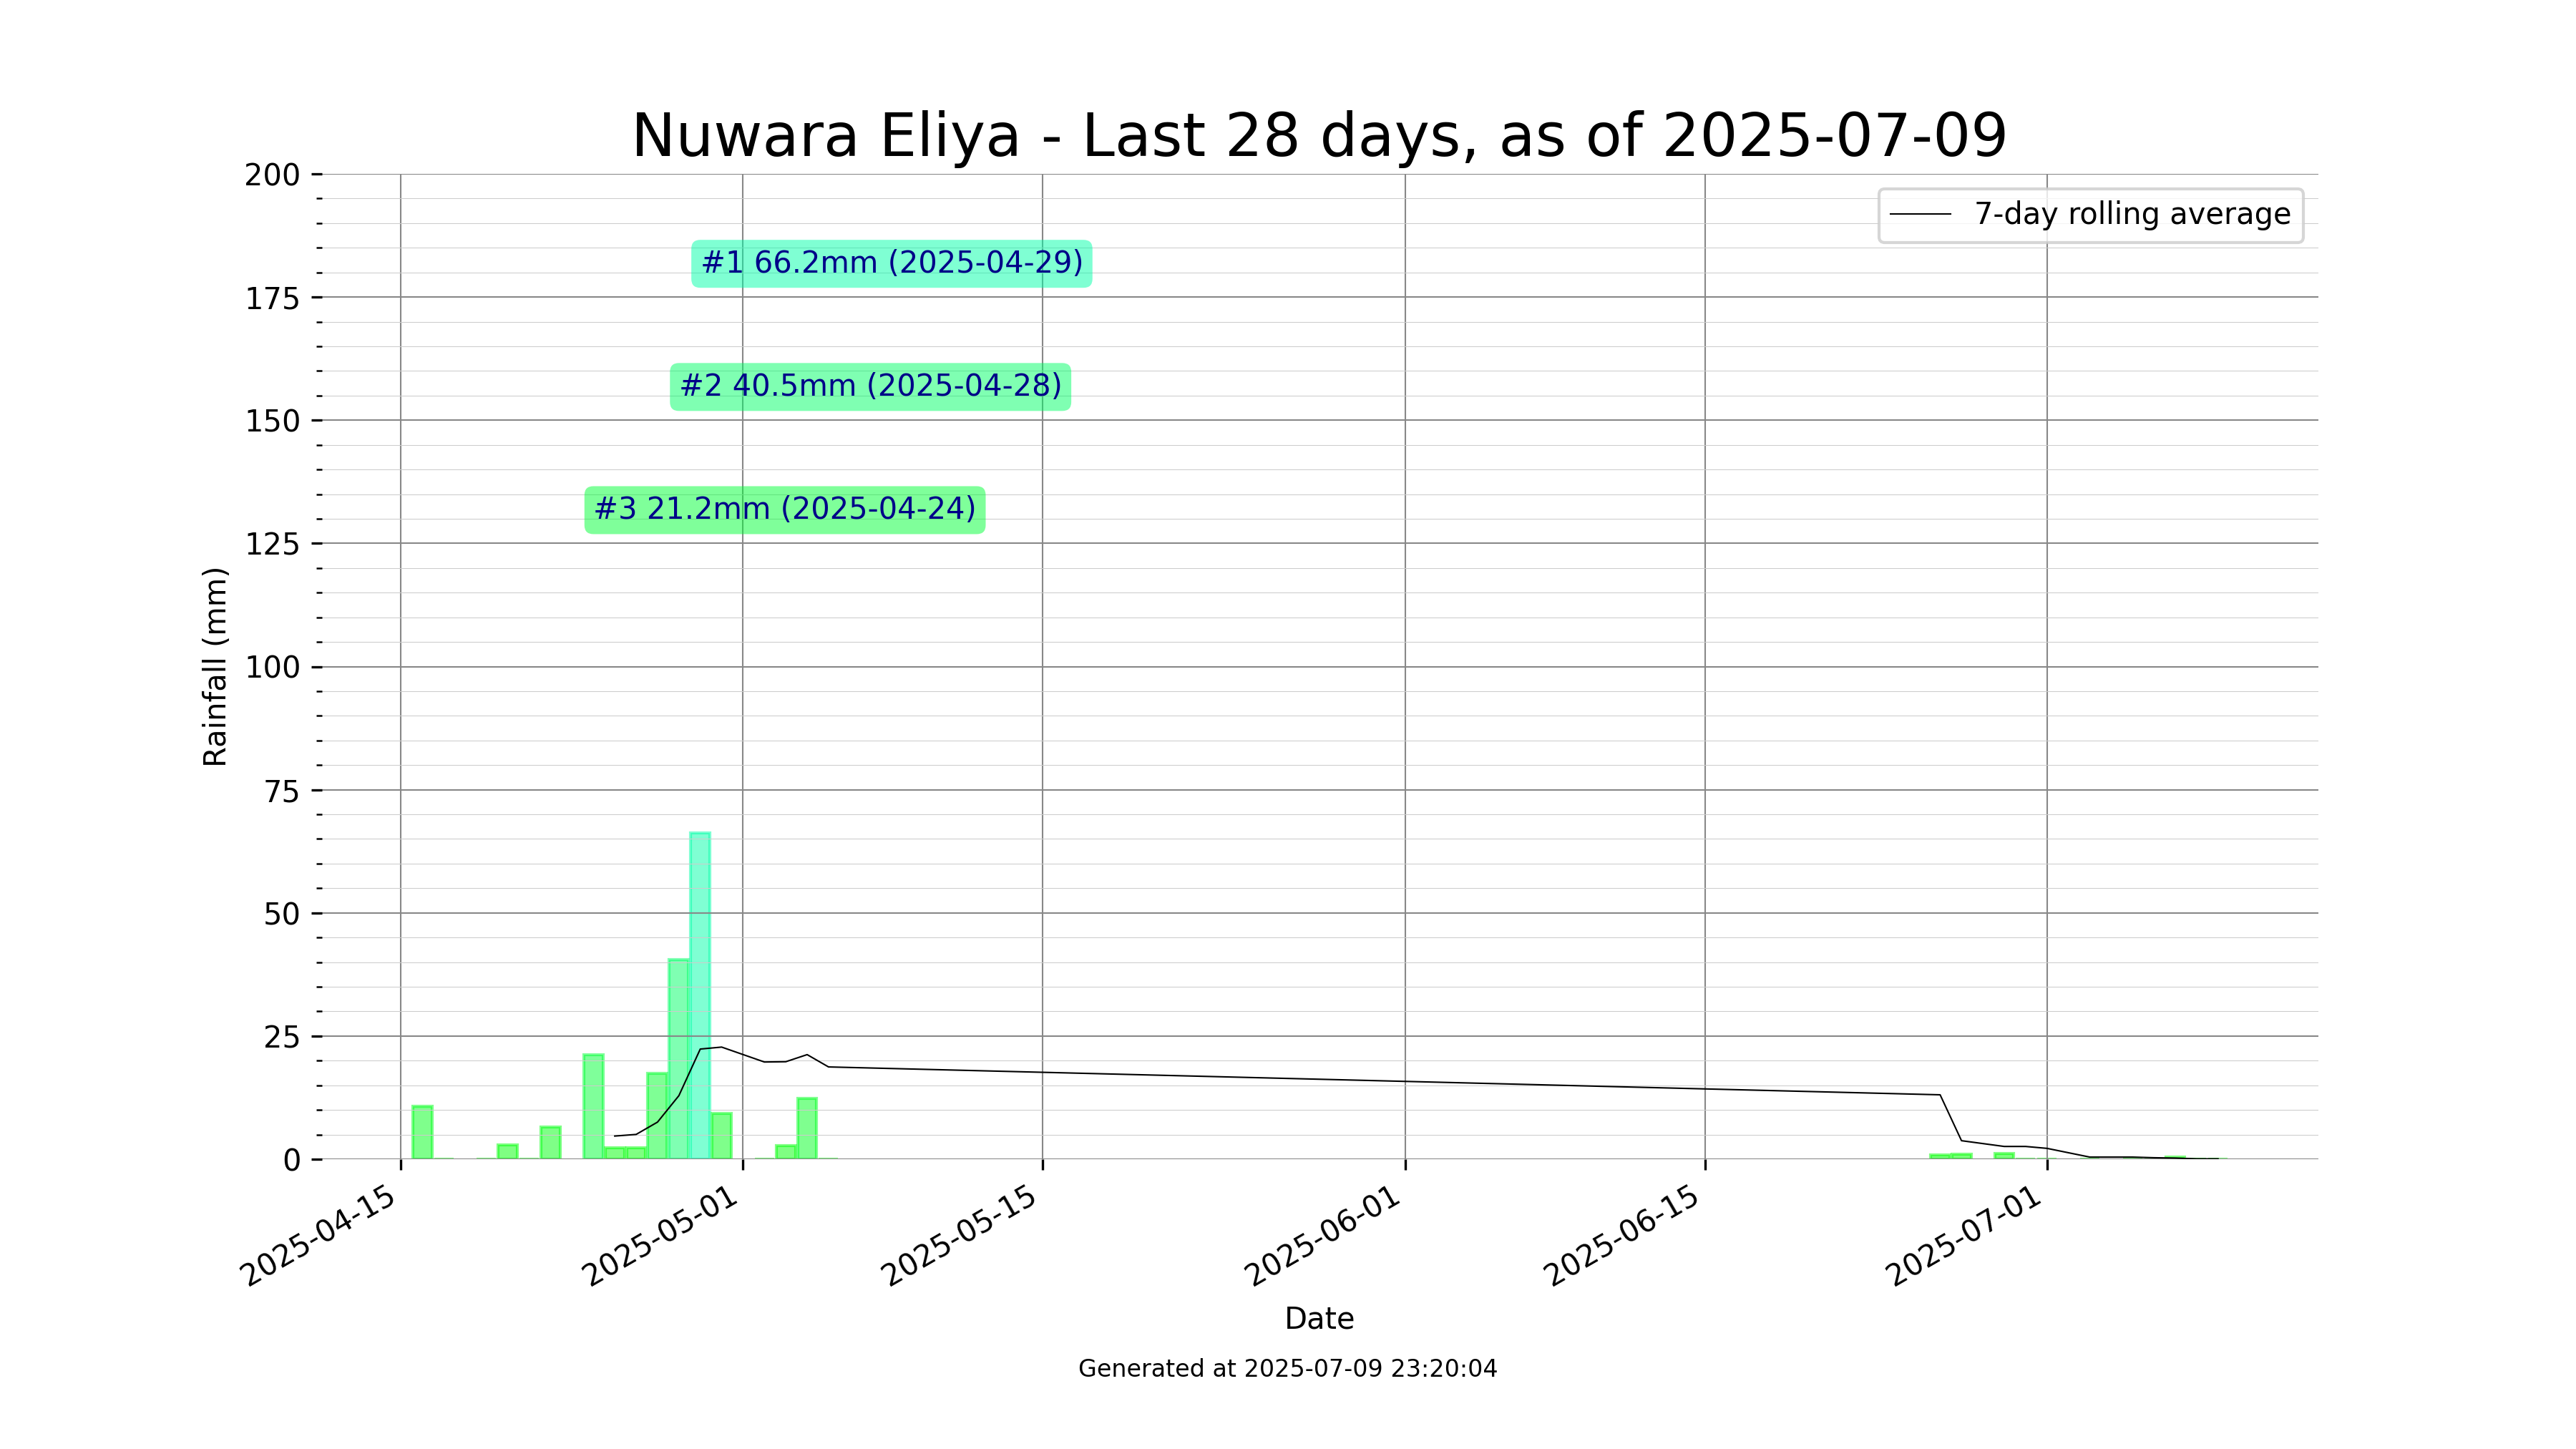 Nuwara Eliya - Last 28 days, as of 2025-07-09
7-day rolling average
#1 66.2mm (2025-04-29)
#2 40.5mm (2025-04-28)
#3 21.2mm (2025-04-24)
Rainfall (mm)
200
175
150
125
100
75
50
25
0
2025-04-15
2025-05-01
2025-05-15
2025-06-01
2025-06-15
2025-07-01
Date
Generated at 2025-07-09 23:20:04